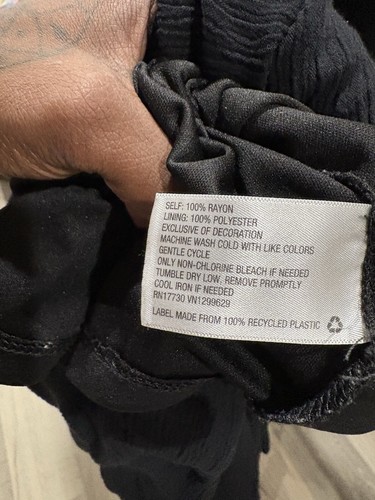 SELF: 100% RAYON
LINING: 100% POLYESTER
EXCLUSIVE OF DECORATION
MACHINE WASH COLD WITH LIKE COLORS
GENTLE CYCLE
ONLY NON-CHLORINE BLEACH IF NEEDED
TUMBLE DRY LOW, REMOVE PROMPTLY
COOL IRON IF NEEDED
RN17730 VN1299629
LABEL MADE FROM 100% RECYCLED PLASTIC